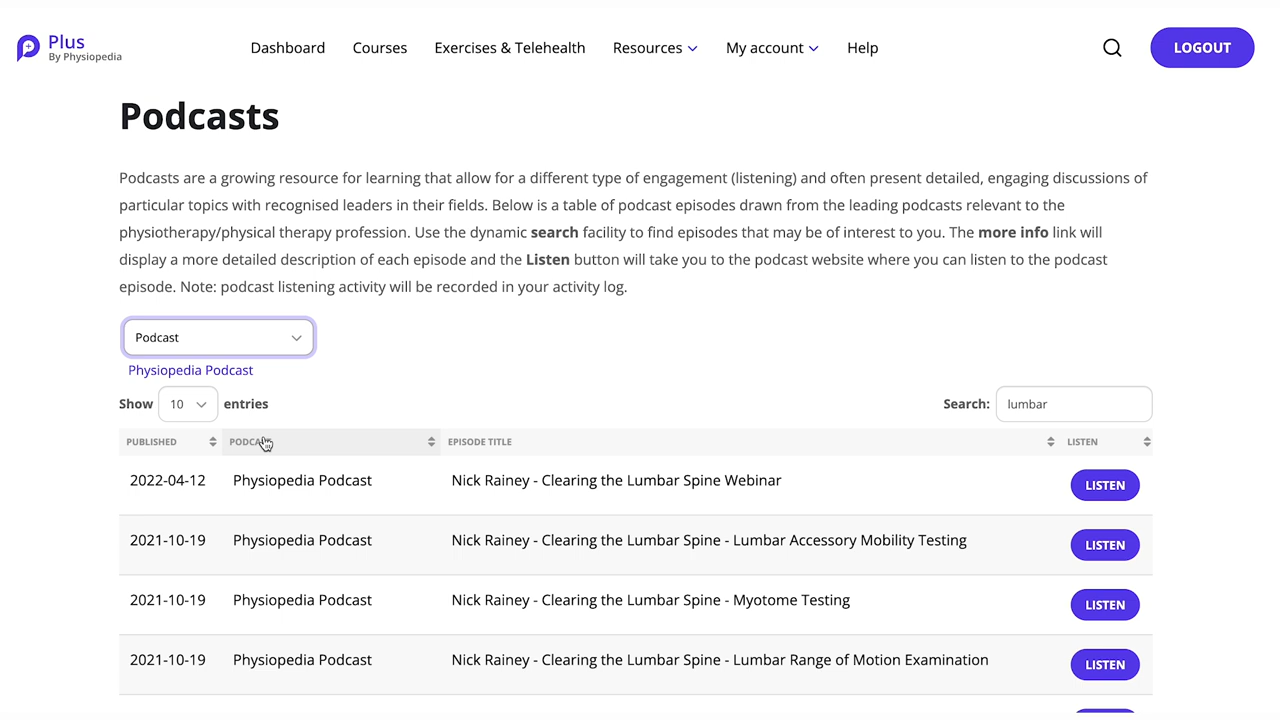 Plus
By Physiopedia
Dashboard Courses Exercises & Telehealth Resources My account Help LOGOUT
Podcasts
Podcasts are a growing resource for learning that allow for a different type of engagement (listening) and often present detailed, engaging discussions of
particular topics with recognised leaders in their fields. Below is a table of podcast episodes drawn from the leading podcasts relevant to the
physiotherapy/physical therapy profession. Use the dynamic search facility to find episodes that may be of interest to you. The more info link will
display a more detailed description of each episode and the Listen button will take you to the podcast website where you can listen to the podcast
episode. Note: podcast listening activity will be recorded in your activity log.
Podcast
Physiopedia Podcast
Show 10 entries Search: lumbar
PUBLISHED PODCAST EPISODE TITLE LISTEN
2022-04-12 Physiopedia Podcast Nick Rainey - Clearing the Lumbar Spine Webinar LISTEN
2021-10-19 Physiopedia Podcast Nick Rainey - Clearing the Lumbar Spine - Lumbar Accessory Mobility Testing LISTEN
2021-10-19 Physiopedia Podcast Nick Rainey - Clearing the Lumbar Spine - Myotome Testing LISTEN
2021-10-19 Physiopedia Podcast Nick Rainey - Clearing the Lumbar Spine - Lumbar Range of Motion Examination LISTEN